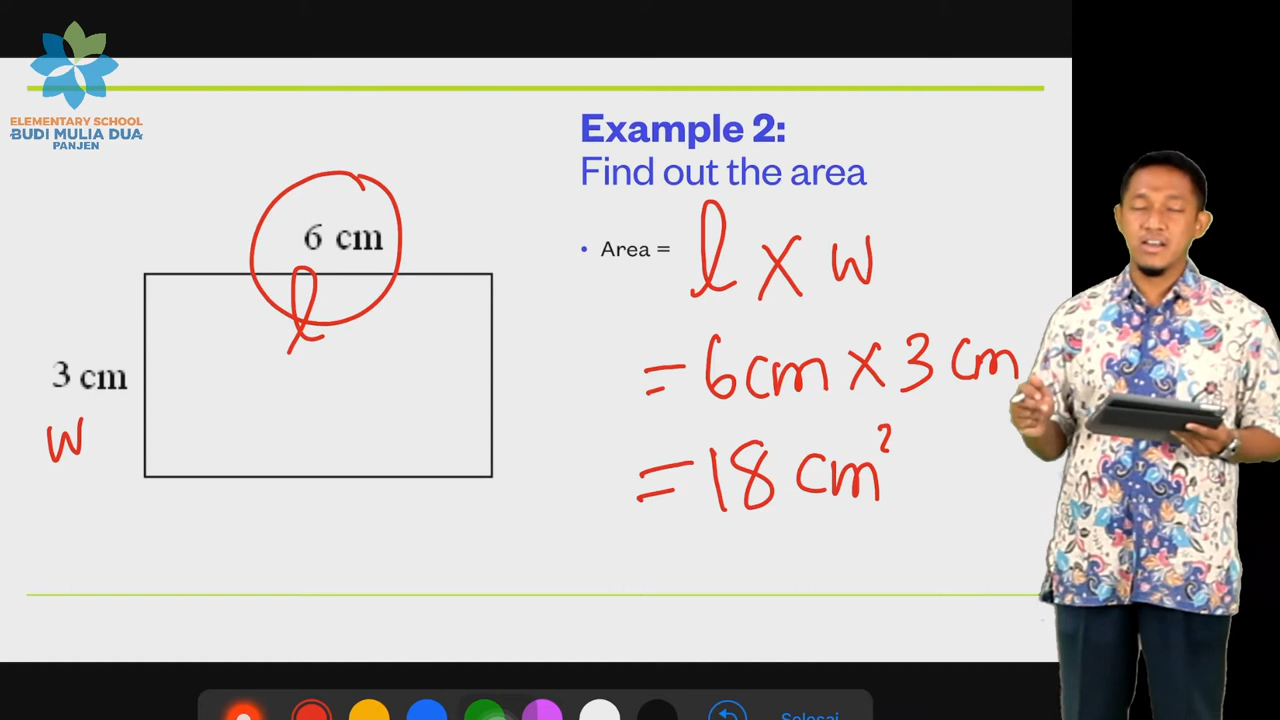 ELEMENTARY SCHOOL
BUDI MULIA DUA
PANJEN
6 cm
l
3 cm
w
Example 2:
Find out the area
• Area = l x w
= 6cm x 3 cm
= 18 cm²
Selesai